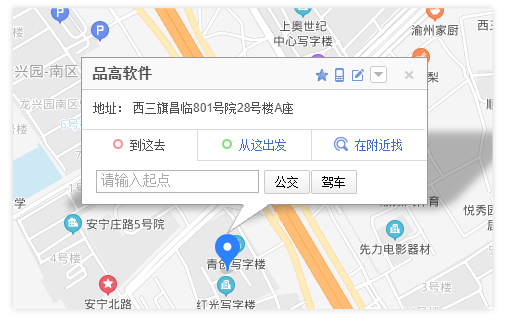 上奥世纪
中心写字楼
渝州家厨
西三
兴园-南区
龙兴园-南区
品高软件
地址： 西三旗昌临801号院28号楼A座
到这去
从这出发
在附近找
请输入起点
公交
驾车
学
安宁庄路5号院
4号楼
悦秀园
先力电影器材
青创写字楼
安宁北路
红光写字楼
4号楼